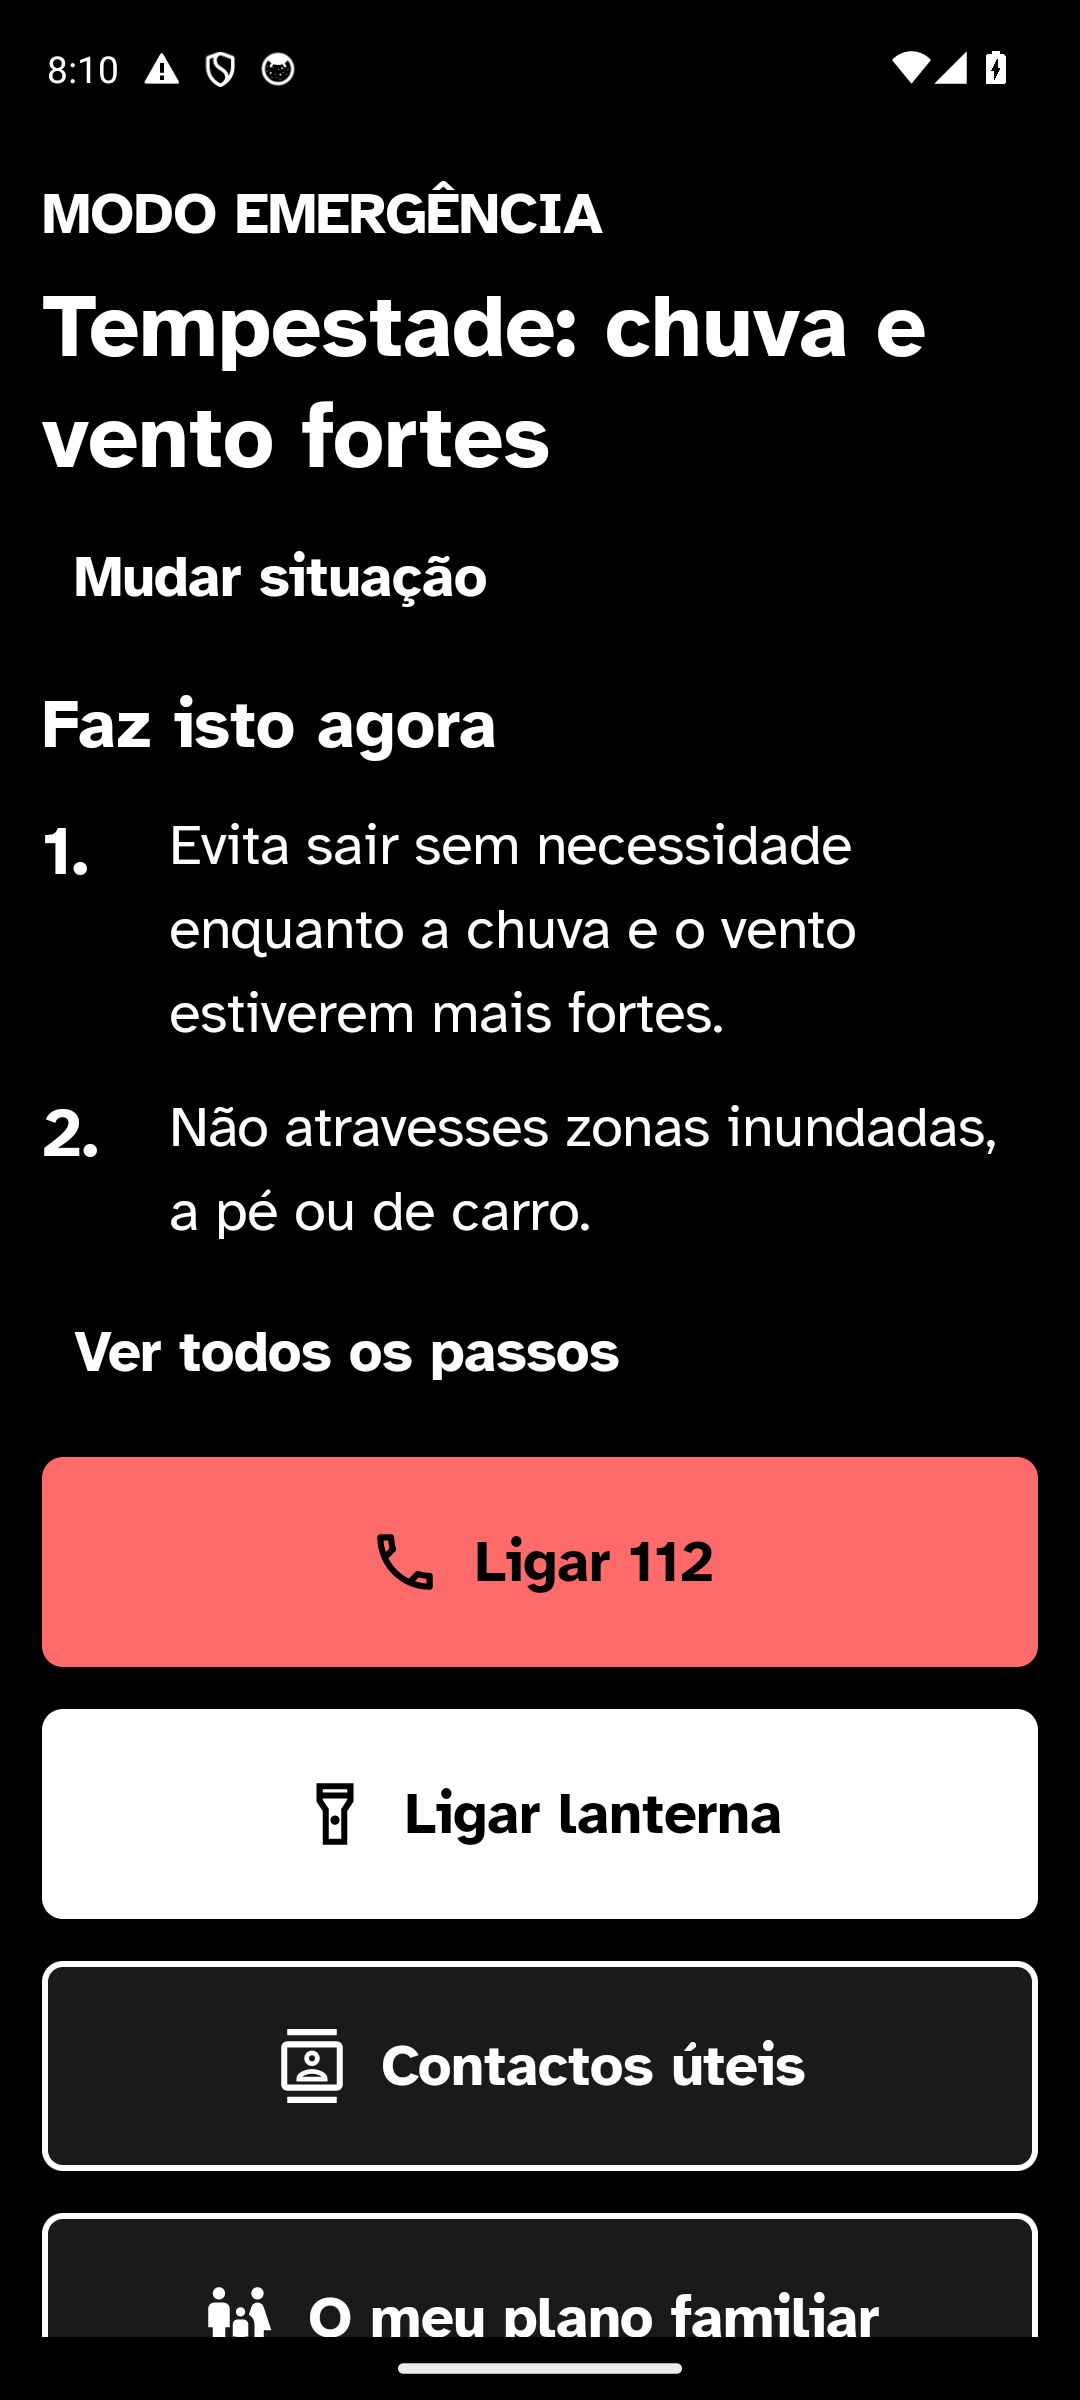 8:10
MODO EMERGÊNCIA
Tempestade: chuva e
vento fortes
Mudar situação
Faz isto agora
1. Evita sair sem necessidade
enquanto a chuva e o vento
estiverem mais fortes.
2. Não atravesses zonas inundadas,
a pé ou de carro.
Ver todos os passos
Ligar 112
Ligar lanterna
Contactos úteis
O meu plano familiar